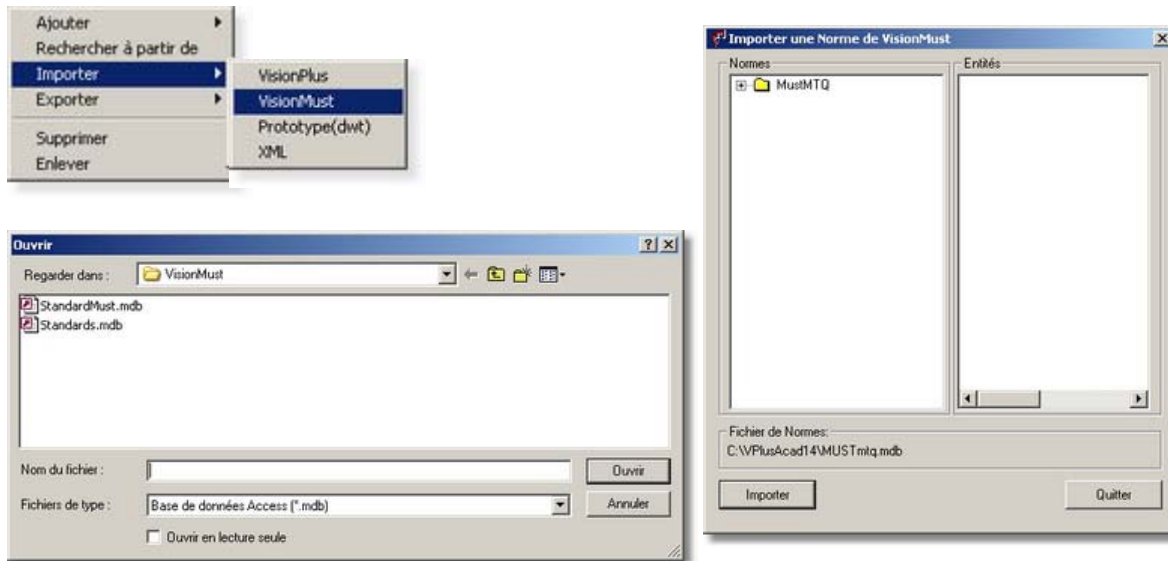 Ajouter
Rechercher à partir de
Importer
Exporter
Supprimer
Enlever
VisionPlus
VisionMust
Prototype(dwt)
XML
Ouvrir
Regarder dans :
VisionMust
StandardMust.mdb
Standards.mdb
Nom du fichier :
Ouvrir
Fichiers de type :
Base de données Access (*.mdb)
Annuler
Ouvrir en lecture seule
Importer une Norme de VisionMust
Normes
Entités
MustMTQ
Fichier de Normes:
C:\VPlusAcad14\MUSTmtq.mdb
Importer
Quitter